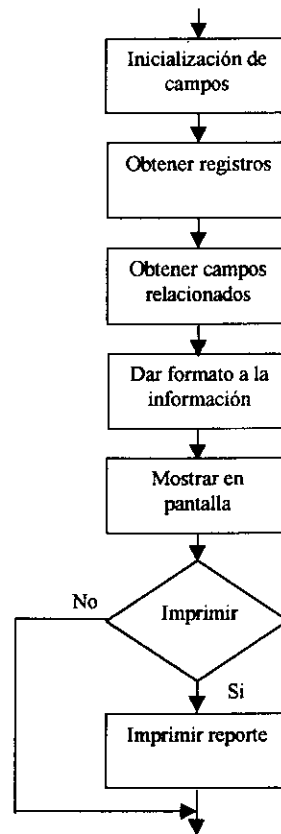 Inicialización de
campos
Obtener registros
Obtener campos
relacionados
Dar formato a la
información
Mostrar en
pantalla
No
Imprimir
Si
Imprimir reporte